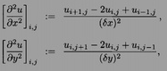 [∂²u/∂x²]_{i,j} := (u_{i+1,j} − 2u_{i,j} + u_{i−1,j})/(δx)²,
[∂²u/∂y²]_{i,j} := (u_{i,j+1} − 2u_{i,j} + u_{i,j−1})/(δy)²,